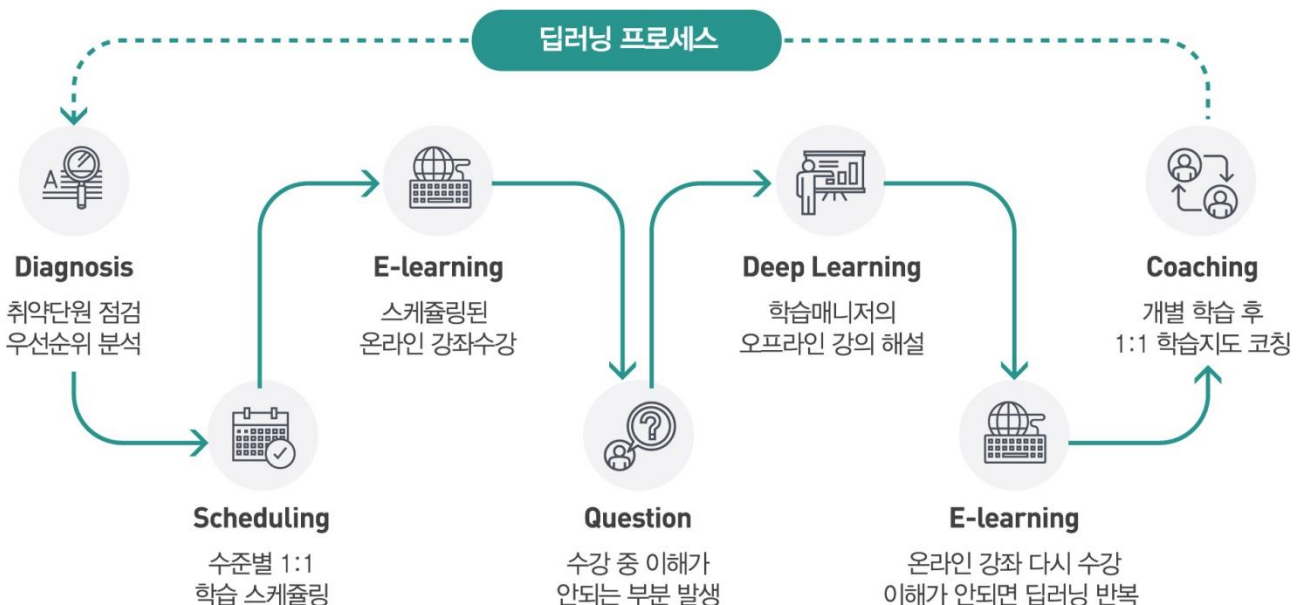 딥러닝 프로세스
A
Diagnosis
취약단원 점검
우선순위 분석
Scheduling
수준별 1:1
학습 스케쥴링
E-learning
스케쥴링된
온라인 강좌수강
Question
수강 중 이해가
안되는 부분 발생
?
Deep Learning
학습매니저의
오프라인 강의 해설
E-learning
온라인 강좌 다시 수강
이해가 안되면 딥러닝 반복
Coaching
개별 학습 후
1:1 학습지도 코칭